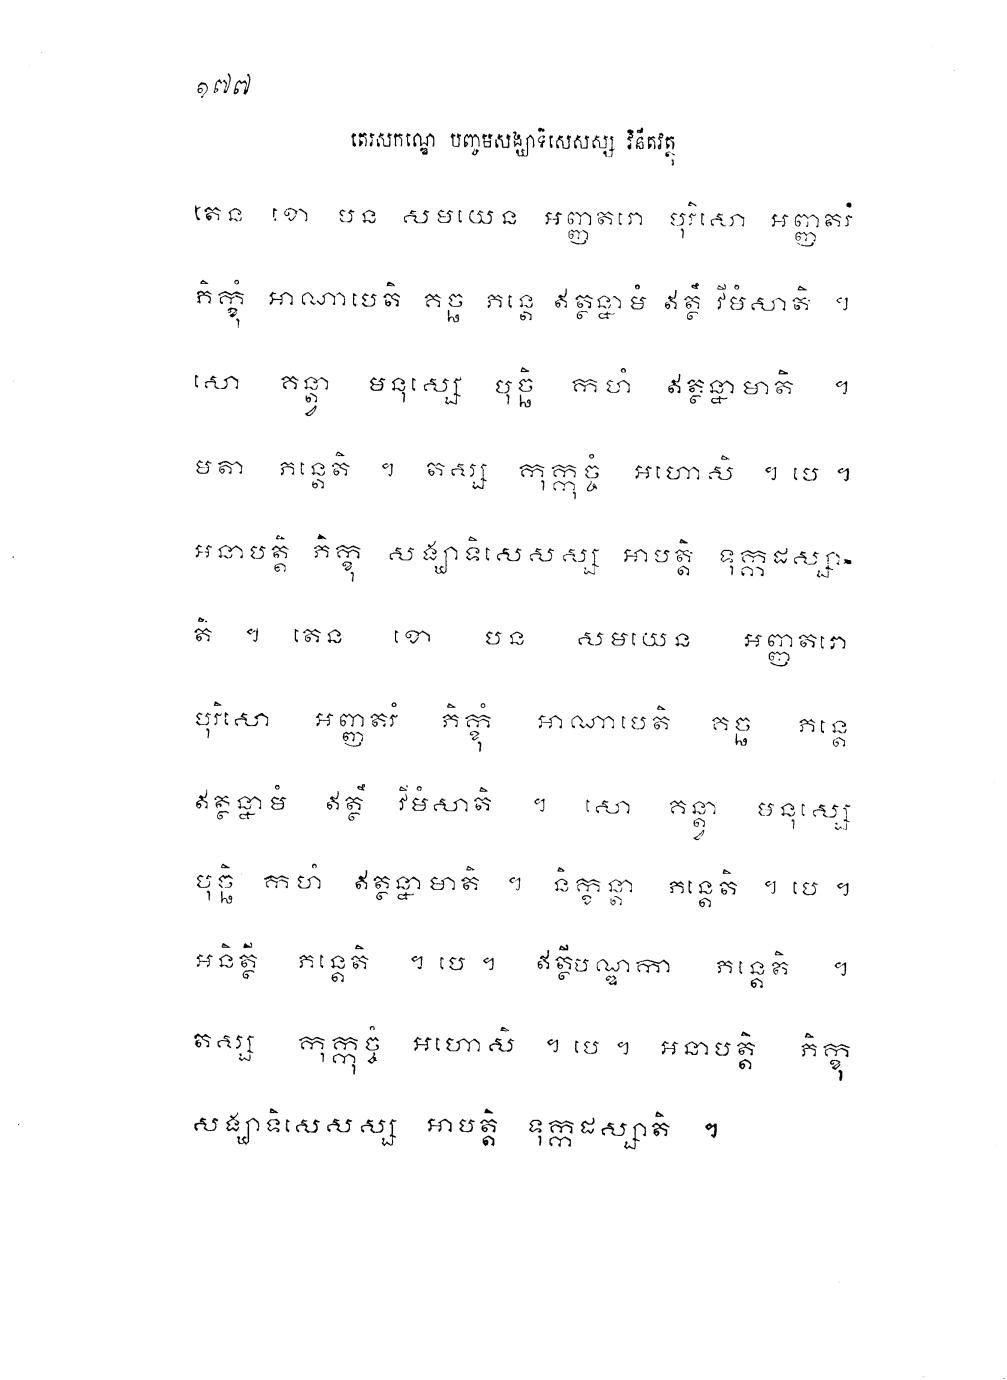 ១៧៧
តេរសកណ្ឌេ បញ្ចមសង្ឃាទិសេសស្ស វិនីតវត្ថុ
តេន ខោ បន សមយេន អញ្ញតរោ បុរិសោ អញ្ញតរំ
ភិក្ខុំ អាណាបេតិ គច្ឆ ភន្តេ ឥត្ថន្នាមំ ឥត្ថឹ វីមំសាតិ ។
សោ គន្ត្វា មនុស្សេ បុច្ឆិ កហំ ឥត្ថន្នាមាតិ ។
មតា ភន្តេតិ ។ តស្ស កុក្កុច្ចំ អហោសិ ។ បេ ។
អនាបត្តិ ភិក្ខុ សង្ឃាទិសេសស្ស អាបត្តិ ទុក្កដស្សា-
តិ ។ តេន ខោ បន សមយេន អញ្ញតរោ
បុរិសោ អញ្ញតរំ ភិក្ខុំ អាណាបេតិ គច្ឆ ភន្តេ
ឥត្ថន្នាមំ ឥត្ថឹ វីមំសាតិ ។ សោ គន្ត្វា មនុស្សេ
បុច្ឆិ កហំ ឥត្ថន្នាមាតិ ។ និក្ខន្តា ភន្តេតិ ។ បេ ។
អនិត្ថី ភន្តេតិ ។ បេ ។ ឥត្ថីបណ្ឌកា ភន្តេតិ ។
តស្ស កុក្កុច្ចំ អហោសិ ។ បេ ។ អនាបត្តិ ភិក្ខុ
សង្ឃាទិសេសស្ស អាបត្តិ ទុក្កដស្សាតិ ។